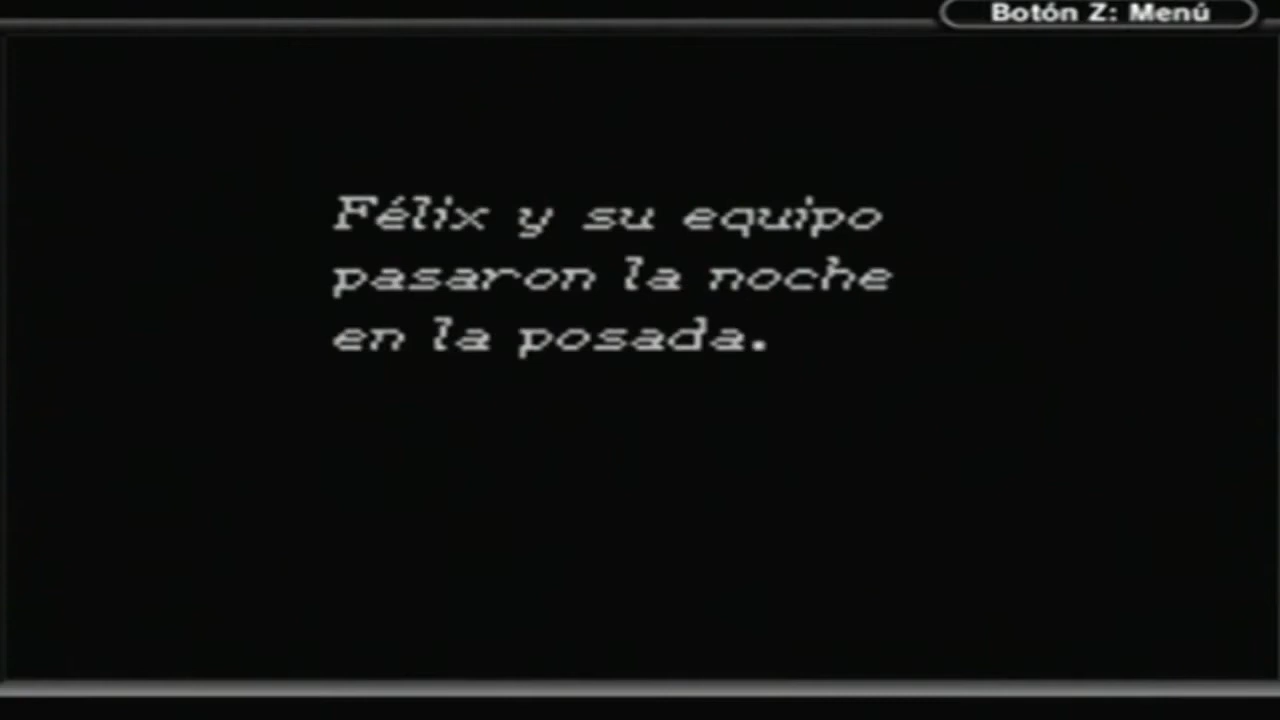 Botón Z: Menú
Félix y su equipo
pasaron la noche
en la posada.